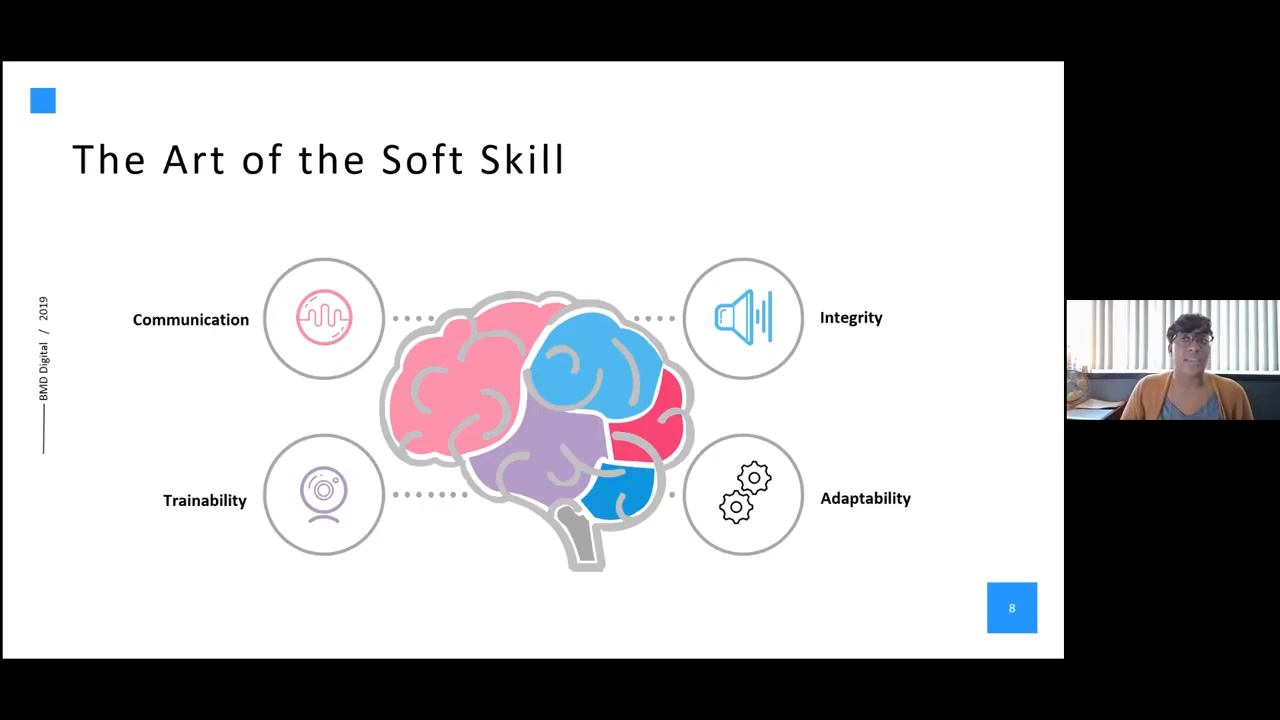 The Art of the Soft Skill
BMD Digital / 2019
Communication
Integrity
Trainability
Adaptability
8